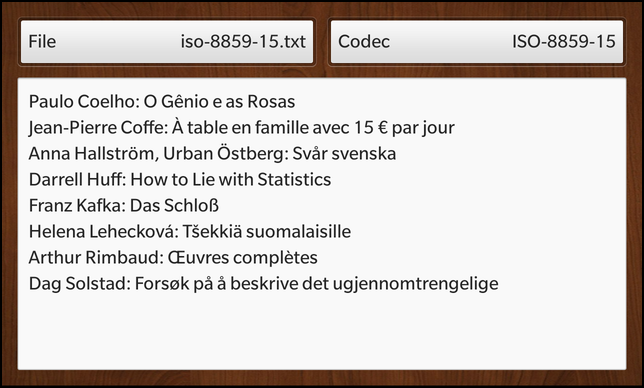 File iso-8859-15.txt Codec ISO-8859-15
Paulo Coelho: O Gênio e as Rosas
Jean-Pierre Coffe: À table en famille avec 15 € par jour
Anna Hallström, Urban Östberg: Svår svenska
Darrell Huff: How to Lie with Statistics
Franz Kafka: Das Schloß
Helena Lehecková: Tšekkiä suomalaisille
Arthur Rimbaud: Œuvres complètes
Dag Solstad: Forsøk på å beskrive det ugjennomtrengelige